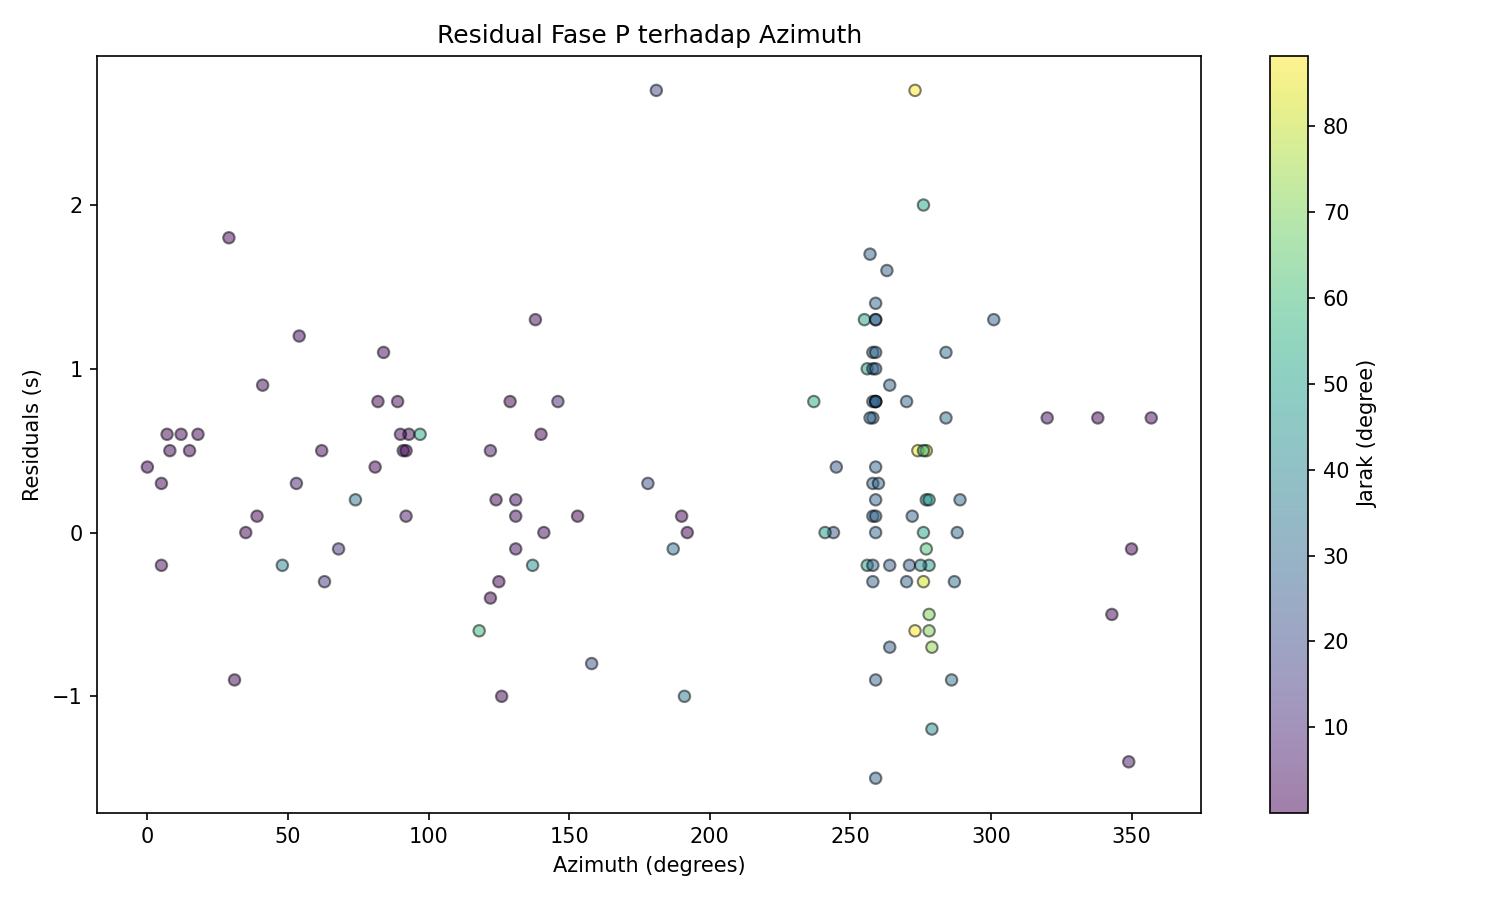 Residual Fase P terhadap Azimuth
Residuals (s)
2
1
0
−1
0 50 100 150 200 250 300 350
Azimuth (degrees)
80
70
60
50
40
30
20
10
Jarak (degree)